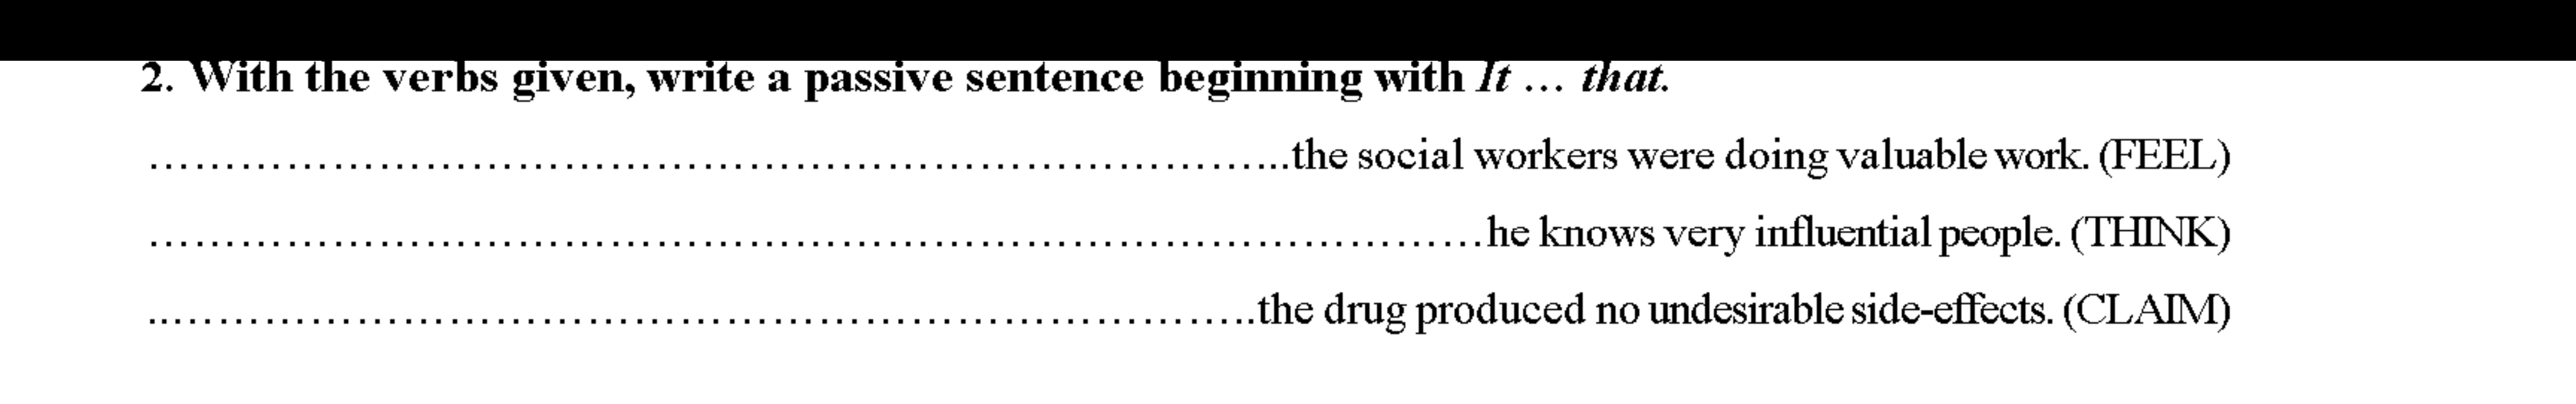 2. With the verbs given, write a passive sentence beginning with It … that.
……………………………………………………………………..the social workers were doing valuable work. (FEEL)
………………………………………………………………………………he knows very influential people. (THINK)
…………………………………………………………………..the drug produced no undesirable side-effects. (CLAIM)